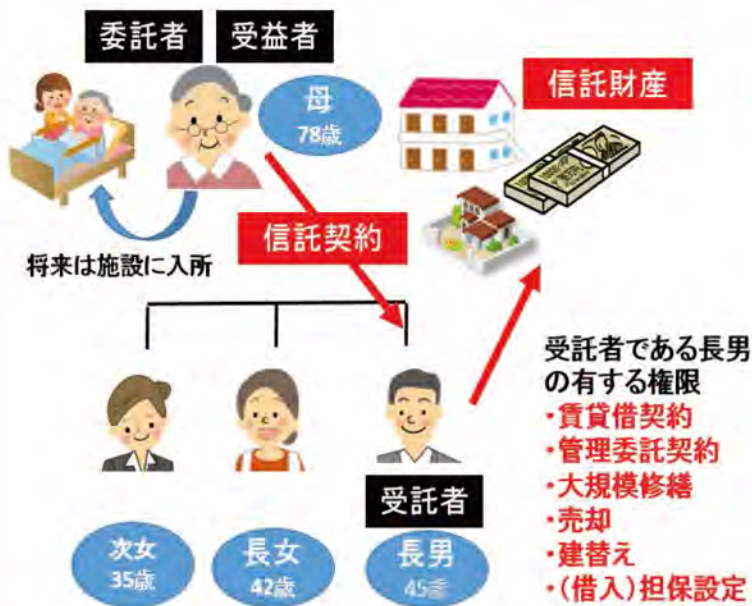 委託者
受益者
母
78歳
信託財産
信託契約
将来は施設に入所
受託者である長男
の有する権限
・賃貸借契約
・管理委託契約
・大規模修繕
・売却
・建替え
・(借入)担保設定
受託者
次女
35歳
長女
42歳
長男
45歳